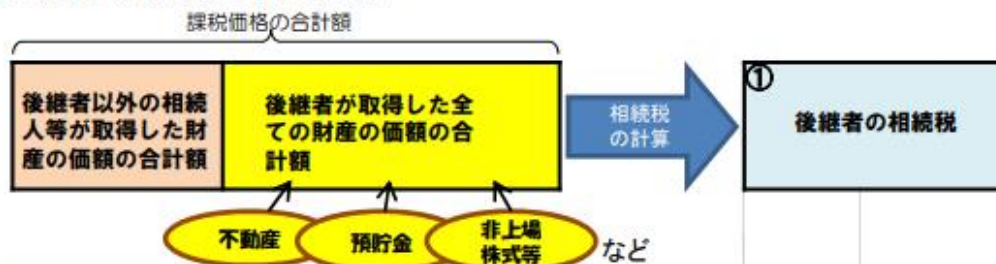 課税価格の合計額
後継者以外の相続
人等が取得した財
産の価額の合計額
後継者が取得した全
ての財産の価額の合
計額
相続税
の計算
①
後継者の相続税
不動産
預貯金
非上場
株式等
など